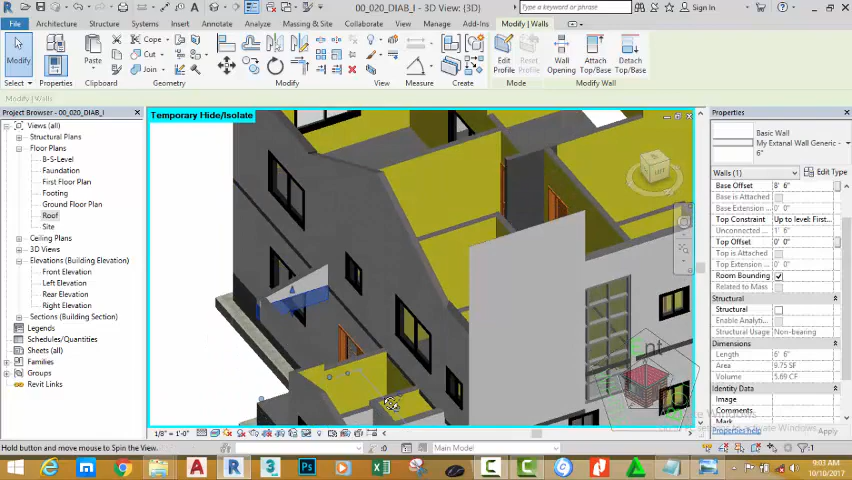 00_020_DIAB_I - 3D View: {3D}
Type a keyword or phrase
Sign In
File
Architecture
Structure
Systems
Insert
Annotate
Analyze
Massing & Site
Collaborate
View
Manage
Add-Ins
Modify | Walls
Modify
Properties
Paste
Cope
Cut
Join
Edit
Profile
Reset
Profile
Wall
Opening
Attach
Top/Base
Detach
Top/Base
Select
Properties
Clipboard
Geometry
Modify
View
Measure
Create
Mode
Modify Wall
Modify | Walls
Project Browser - 00_020_DIAB_I
Views (all)
Structural Plans
Floor Plans
B-S-Level
Foundation
First Floor Plan
Footing
Ground Floor Plan
Roof
Site
Ceiling Plans
3D Views
Elevations (Building Elevation)
Front Elevation
Left Elevation
Rear Elevation
Right Elevation
Sections (Building Section)
Legends
Schedules/Quantities
Sheets (all)
Families
Groups
Revit Links
Temporary Hide/Isolate
Properties
Basic Wall
My Extanal Wall Generic -
6"
Walls (1)
Edit Type
Base Offset 8' 6"
Base is Attached
Base Extension ... 0' 0"
Top Constraint Up to level: First...
Unconnected ... 1' 6"
Top Offset 0' 0"
Top is Attached
Top Extension ... 0' 0"
Room Bounding
Related to Mass
Structural
Structural
Enable Analyti...
Structural Usage Non-bearing
Dimensions
Length 6' 6"
Area 9.75 SF
Volume 5.69 CF
Identity Data
Image
Comments
Mark
Properties help
Apply
1/8" = 1'-0"
:0
Main Model
:1
Hold button and move mouse to Spin the View.
9:03 AM
10/10/2017